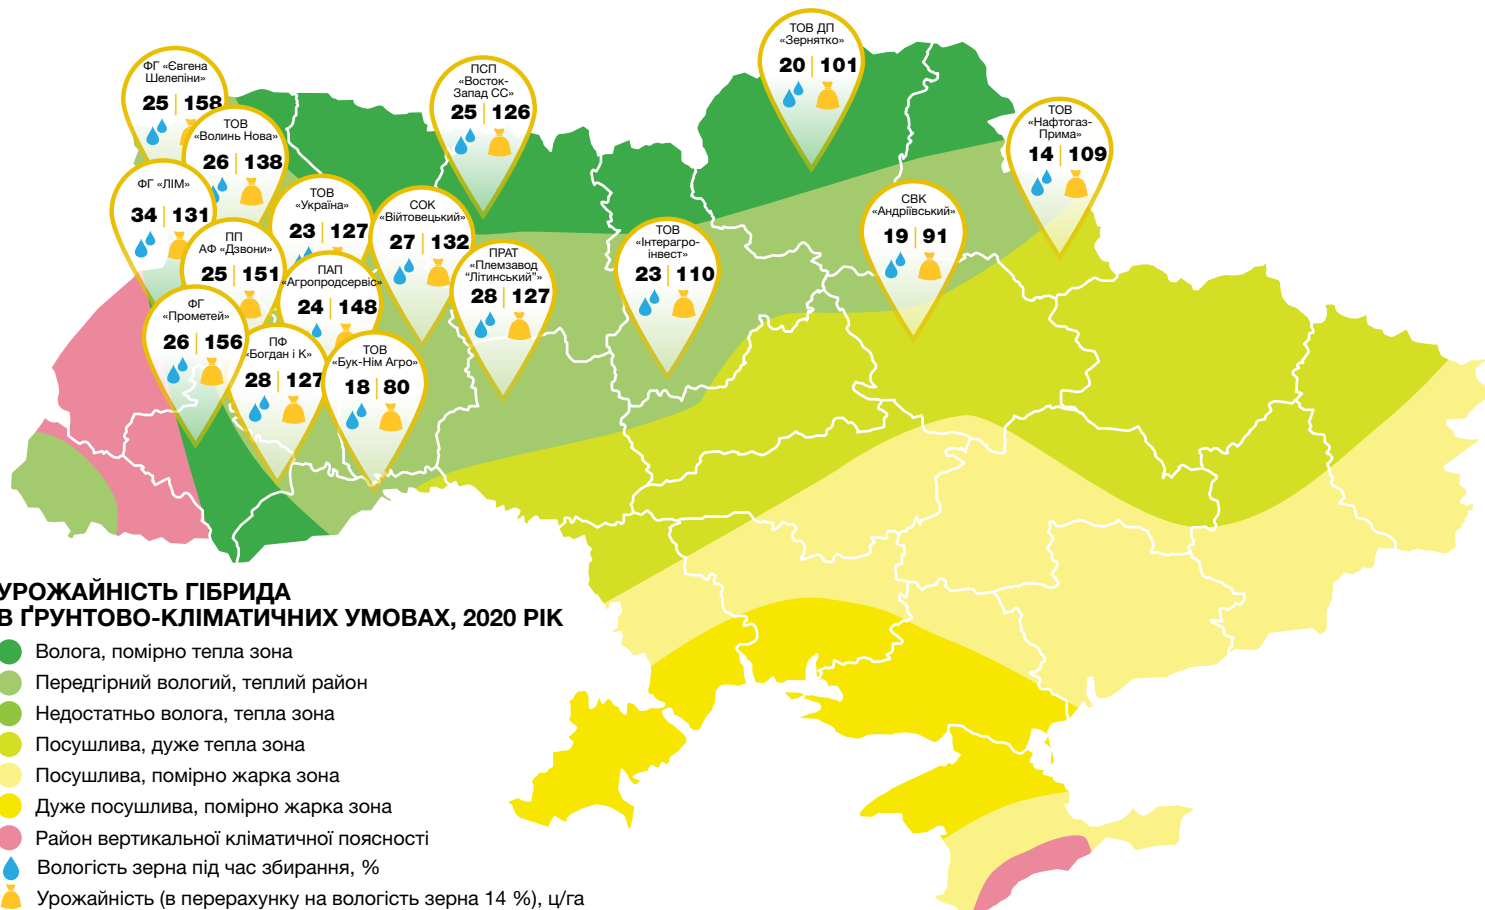 ФГ «Євгена
Шелепіни»
25 | 158
ТОВ
«Волинь Нова»
26 | 138
ФГ «ЛІМ»
34 | 131
ПП
АФ «Дзвони»
25 | 151
ФГ
«Прометей»
26 | 156
ТОВ
«Україна»
23 | 127
ПАП
«Агропродсервіс»
24 | 148
ПФ
«Богдан і К»
28 | 127
ТОВ
«Бук-Нім Агро»
18 | 80
СОК
«Війтовецький»
27 | 132
ПСП
«Восток-
Запад СС»
25 | 126
ПРАТ
«Племзавод
"Літинський"»
28 | 127
ТОВ
«Інтерагро-
інвест»
23 | 110
ТОВ ДП
«Зернятко»
20 | 101
СВК
«Андріївський»
19 | 91
ТОВ
«Нафтогаз-
Прима»
14 | 109
УРОЖАЙНІСТЬ ГІБРИДА
В ҐРУНТОВО-КЛІМАТИЧНИХ УМОВАХ, 2020 РІК
Волога, помірно тепла зона
Передгірний вологий, теплий район
Недостатньо волога, тепла зона
Посушлива, дуже тепла зона
Посушлива, помірно жарка зона
Дуже посушлива, помірно жарка зона
Район вертикальної кліматичної поясності
Вологість зерна під час збирання, %
Урожайність (в перерахунку на вологість зерна 14 %), ц/га